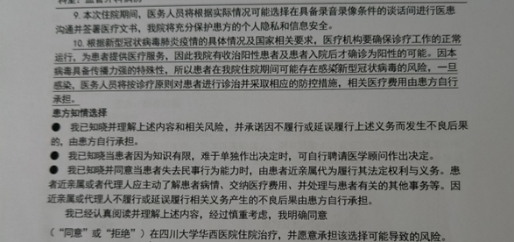 9. 本次住院期间，医务人员将根据实际情况可能选择在具备录音录像条件的谈话间进行医患
沟通并签署医疗文书，我院将充分保护患方的个人隐私和信息安全。
10. 根据新型冠状病毒肺炎疫情的具体情况及国家相关要求，医疗机构要确保诊疗工作的正常
运行，为患者提供医疗服务，因此我院有收治阳性患者及患者入院后才确诊为阳性的可能。因本
病毒具备传播力强的特殊性，所以患者在我院住院期间可能存在感染新型冠状病毒的风险，一旦
感染，医务人员将按诊疗原则对患者进行诊治并采取相应的防控措施，相关医疗费用由患方自行
承担。
患方知情选择
● 我已知晓并理解上述内容和相关风险，并承诺因不履行或延误履行上述义务而发生不良后果
的，由患方自行承担。
● 我已知晓当患者因为知识有限，难于单独作出决定时，可自行聘请医学顾问作出决定。
● 我已知晓并同意当患者失去民事行为能力时，由患者近亲属代为履行其法定权利与义务。患
者近亲属或者代理人应主动了解患者病情、交纳医疗费用、并处理与患者有关的其他事务等。因
近亲属或代理人不履行或延误履行相关义务产生的不良后果由患方自行承担。
我已经认真阅读并理解上述内容，经过慎重考虑，我明确同意
（“同意”或“拒绝”）在四川大学华西医院住院治疗，并愿意承担该选择可能导致的风险。